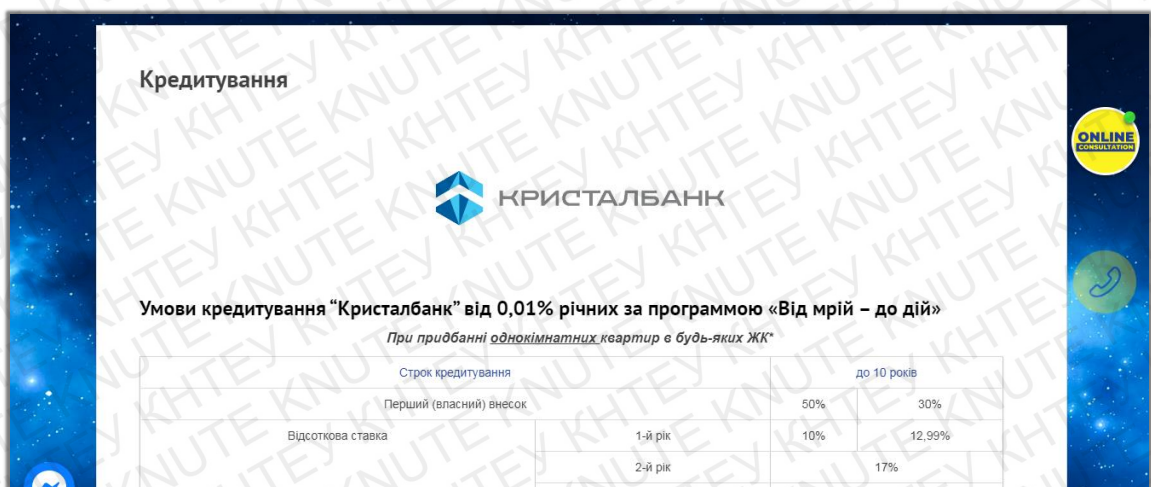 Кредитування
ONLINE
CONSULTATION
КРИСТАЛБАНК
Умови кредитування “Кристалбанк” від 0,01% річних за программою «Від мрій – до дій»
При придбанні однокімнатних квартир в будь-яких ЖК*
Строк кредитування до 10 років
Перший (власний) внесок 50% 30%
Відсоткова ставка 1-й рік 10% 12,99%
2-й рік 17%
КНТЕУ KNUTE